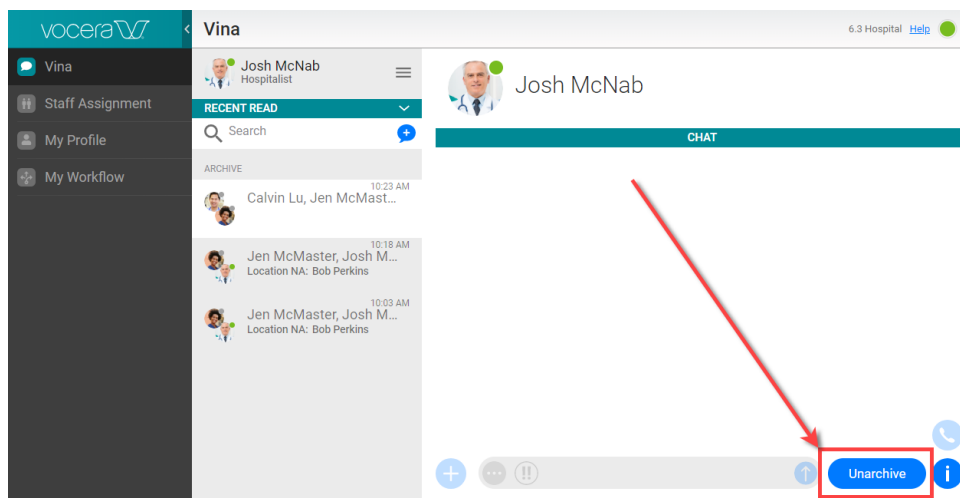 vocera
Vina
6.3 Hospital Help
Vina
Staff Assignment
My Profile
My Workflow
Josh McNab
Hospitalist
RECENT READ
Search
ARCHIVE
10:23 AM
Calvin Lu, Jen McMast...
10:18 AM
Jen McMaster, Josh M...
Location NA: Bob Perkins
10:03 AM
Jen McMaster, Josh M...
Location NA: Bob Perkins
Josh McNab
CHAT
!!
Unarchive
i